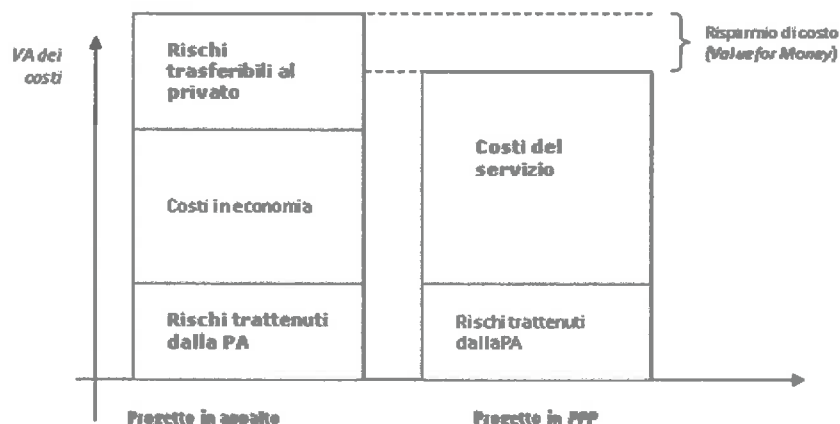 VA dei
costi
Rischi
trasferibili al
privato
Costi in economia
Rischi trattenuti
dalla PA
Costi del
servizio
Rischi trattenuti
dalla PA
Risparmio di costo
(Value for Money)
Progetto in appalto
Progetto in PPP